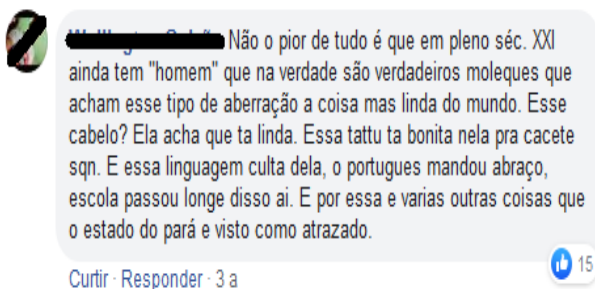 Não o pior de tudo é que em pleno séc. XXI
ainda tem "homem" que na verdade são verdadeiros moleques que
acham esse tipo de aberração a coisa mas linda do mundo. Esse
cabelo? Ela acha que ta linda. Essa tattu ta bonita nela pra cacete
sqn. E essa linguagem culta dela, o portugues mandou abraço,
escola passou longe disso ai. E por essa e varias outras coisas que
o estado do pará e visto como atrazado.
15
Curtir · Responder · 3 a